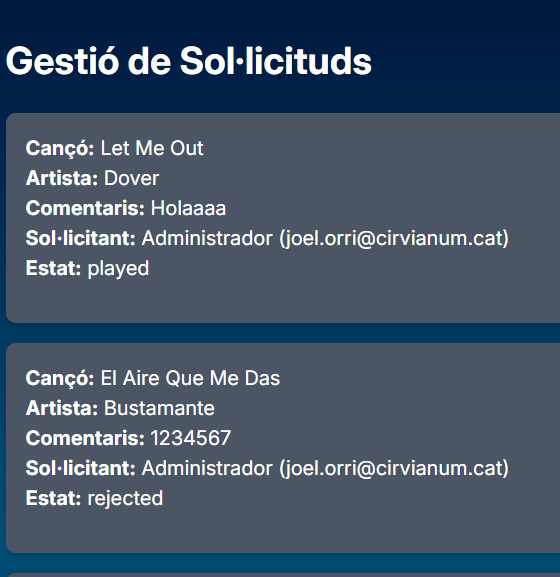 Gestió de Sol·licituds
Cançó: Let Me Out
Artista: Dover
Comentaris: Holaaaa
Sol·licitant: Administrador (joel.orri@cirvianum.cat)
Estat: played
Cançó: El Aire Que Me Das
Artista: Bustamante
Comentaris: 1234567
Sol·licitant: Administrador (joel.orri@cirvianum.cat)
Estat: rejected